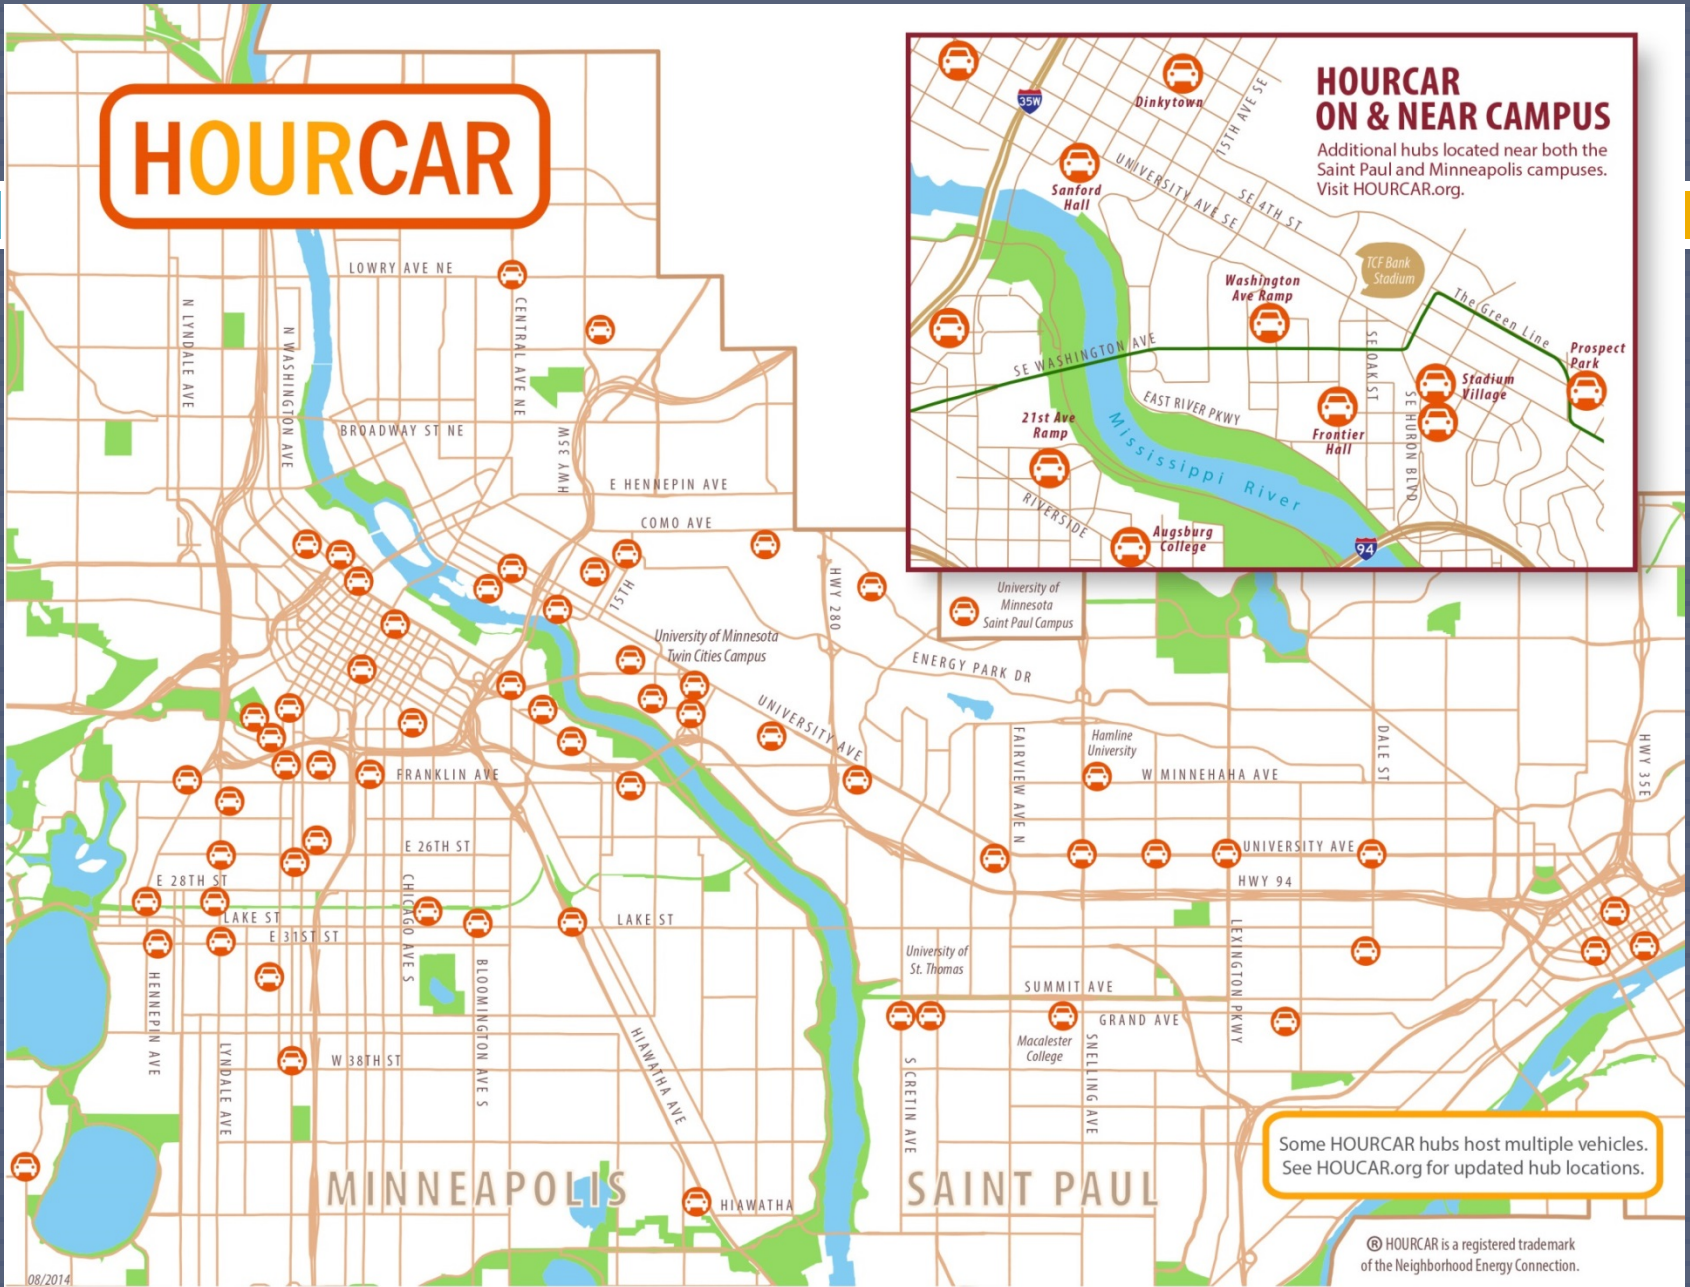 HOURCAR
HOURCAR
ON & NEAR CAMPUS
Additional hubs located near both the
Saint Paul and Minneapolis campuses.
Visit HOURCAR.org.
35W
Dinkytown
15TH AVE SE
Sanford
Hall
UNIVERSITY AVE SE
SE 4TH ST
TCF Bank
Stadium
Washington
Ave Ramp
The Green Line
SE WASHINGTON AVE
SE OAK ST
Prospect
Park
Stadium
Village
EAST RIVER PKWY
SE HURON BLVD
21st Ave
Ramp
Frontier
Hall
Mississippi River
RIVERSIDE
Augsburg
College
94
LOWRY AVE NE
N LYNDALE AVE
N WASHINGTON AVE
CENTRAL AVE NE
BROADWAY ST NE
HWY 35W
E HENNEPIN AVE
COMO AVE
15TH
HWY 280
University of
Minnesota
Saint Paul Campus
University of Minnesota
Twin Cities Campus
ENERGY PARK DR
UNIVERSITY AVE
FAIRVIEW AVE N
Hamline
University
DALE ST
HWY 35E
FRANKLIN AVE
W MINNEHAHA AVE
E 26TH ST
UNIVERSITY AVE
E 28TH ST
CHICAGO AVE S
HWY 94
LAKE ST
LAKE ST
E 31ST ST
LEXINGTON PKWY
University of
St. Thomas
HENNEPIN AVE
BLOOMINGTON AVE S
SUMMIT AVE
GRAND AVE
HIAWATHA AVE
Macalester
College
SNELLING AVE
LYNDALE AVE
W 38TH ST
S CRETIN AVE
Some HOURCAR hubs host multiple vehicles.
See HOUCAR.org for updated hub locations.
MINNEAPOLIS
SAINT PAUL
HIAWATHA
® HOURCAR is a registered trademark
of the Neighborhood Energy Connection.
08/2014